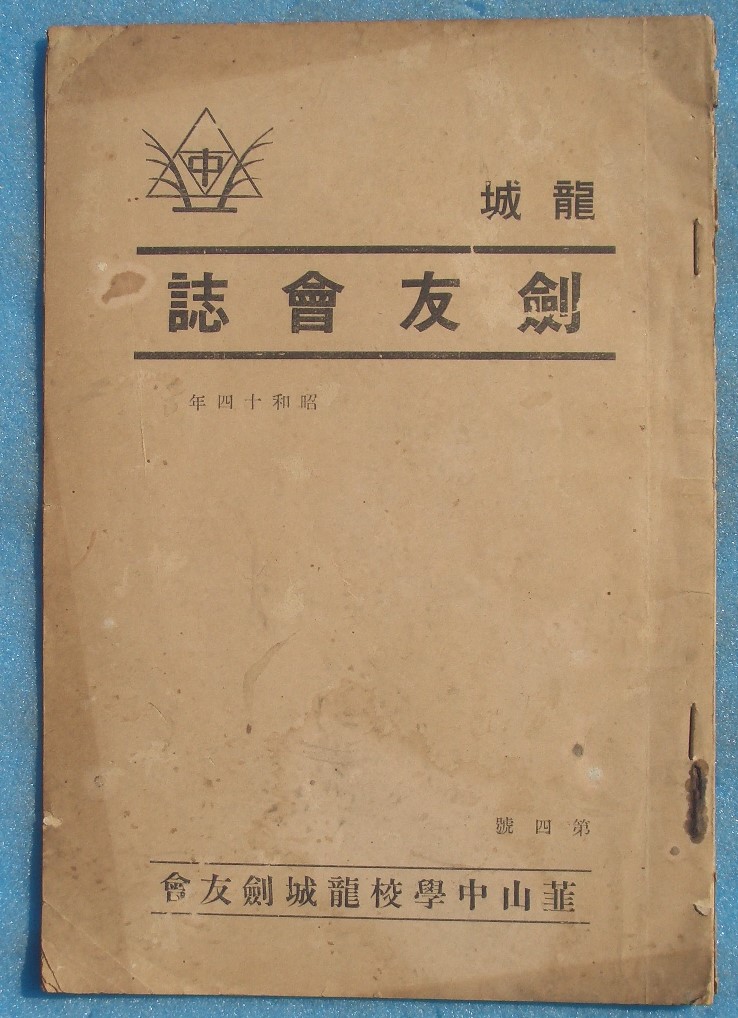 中
龍城
劍友會誌
昭和十四年
第四號
韮山中學校龍城劍友會